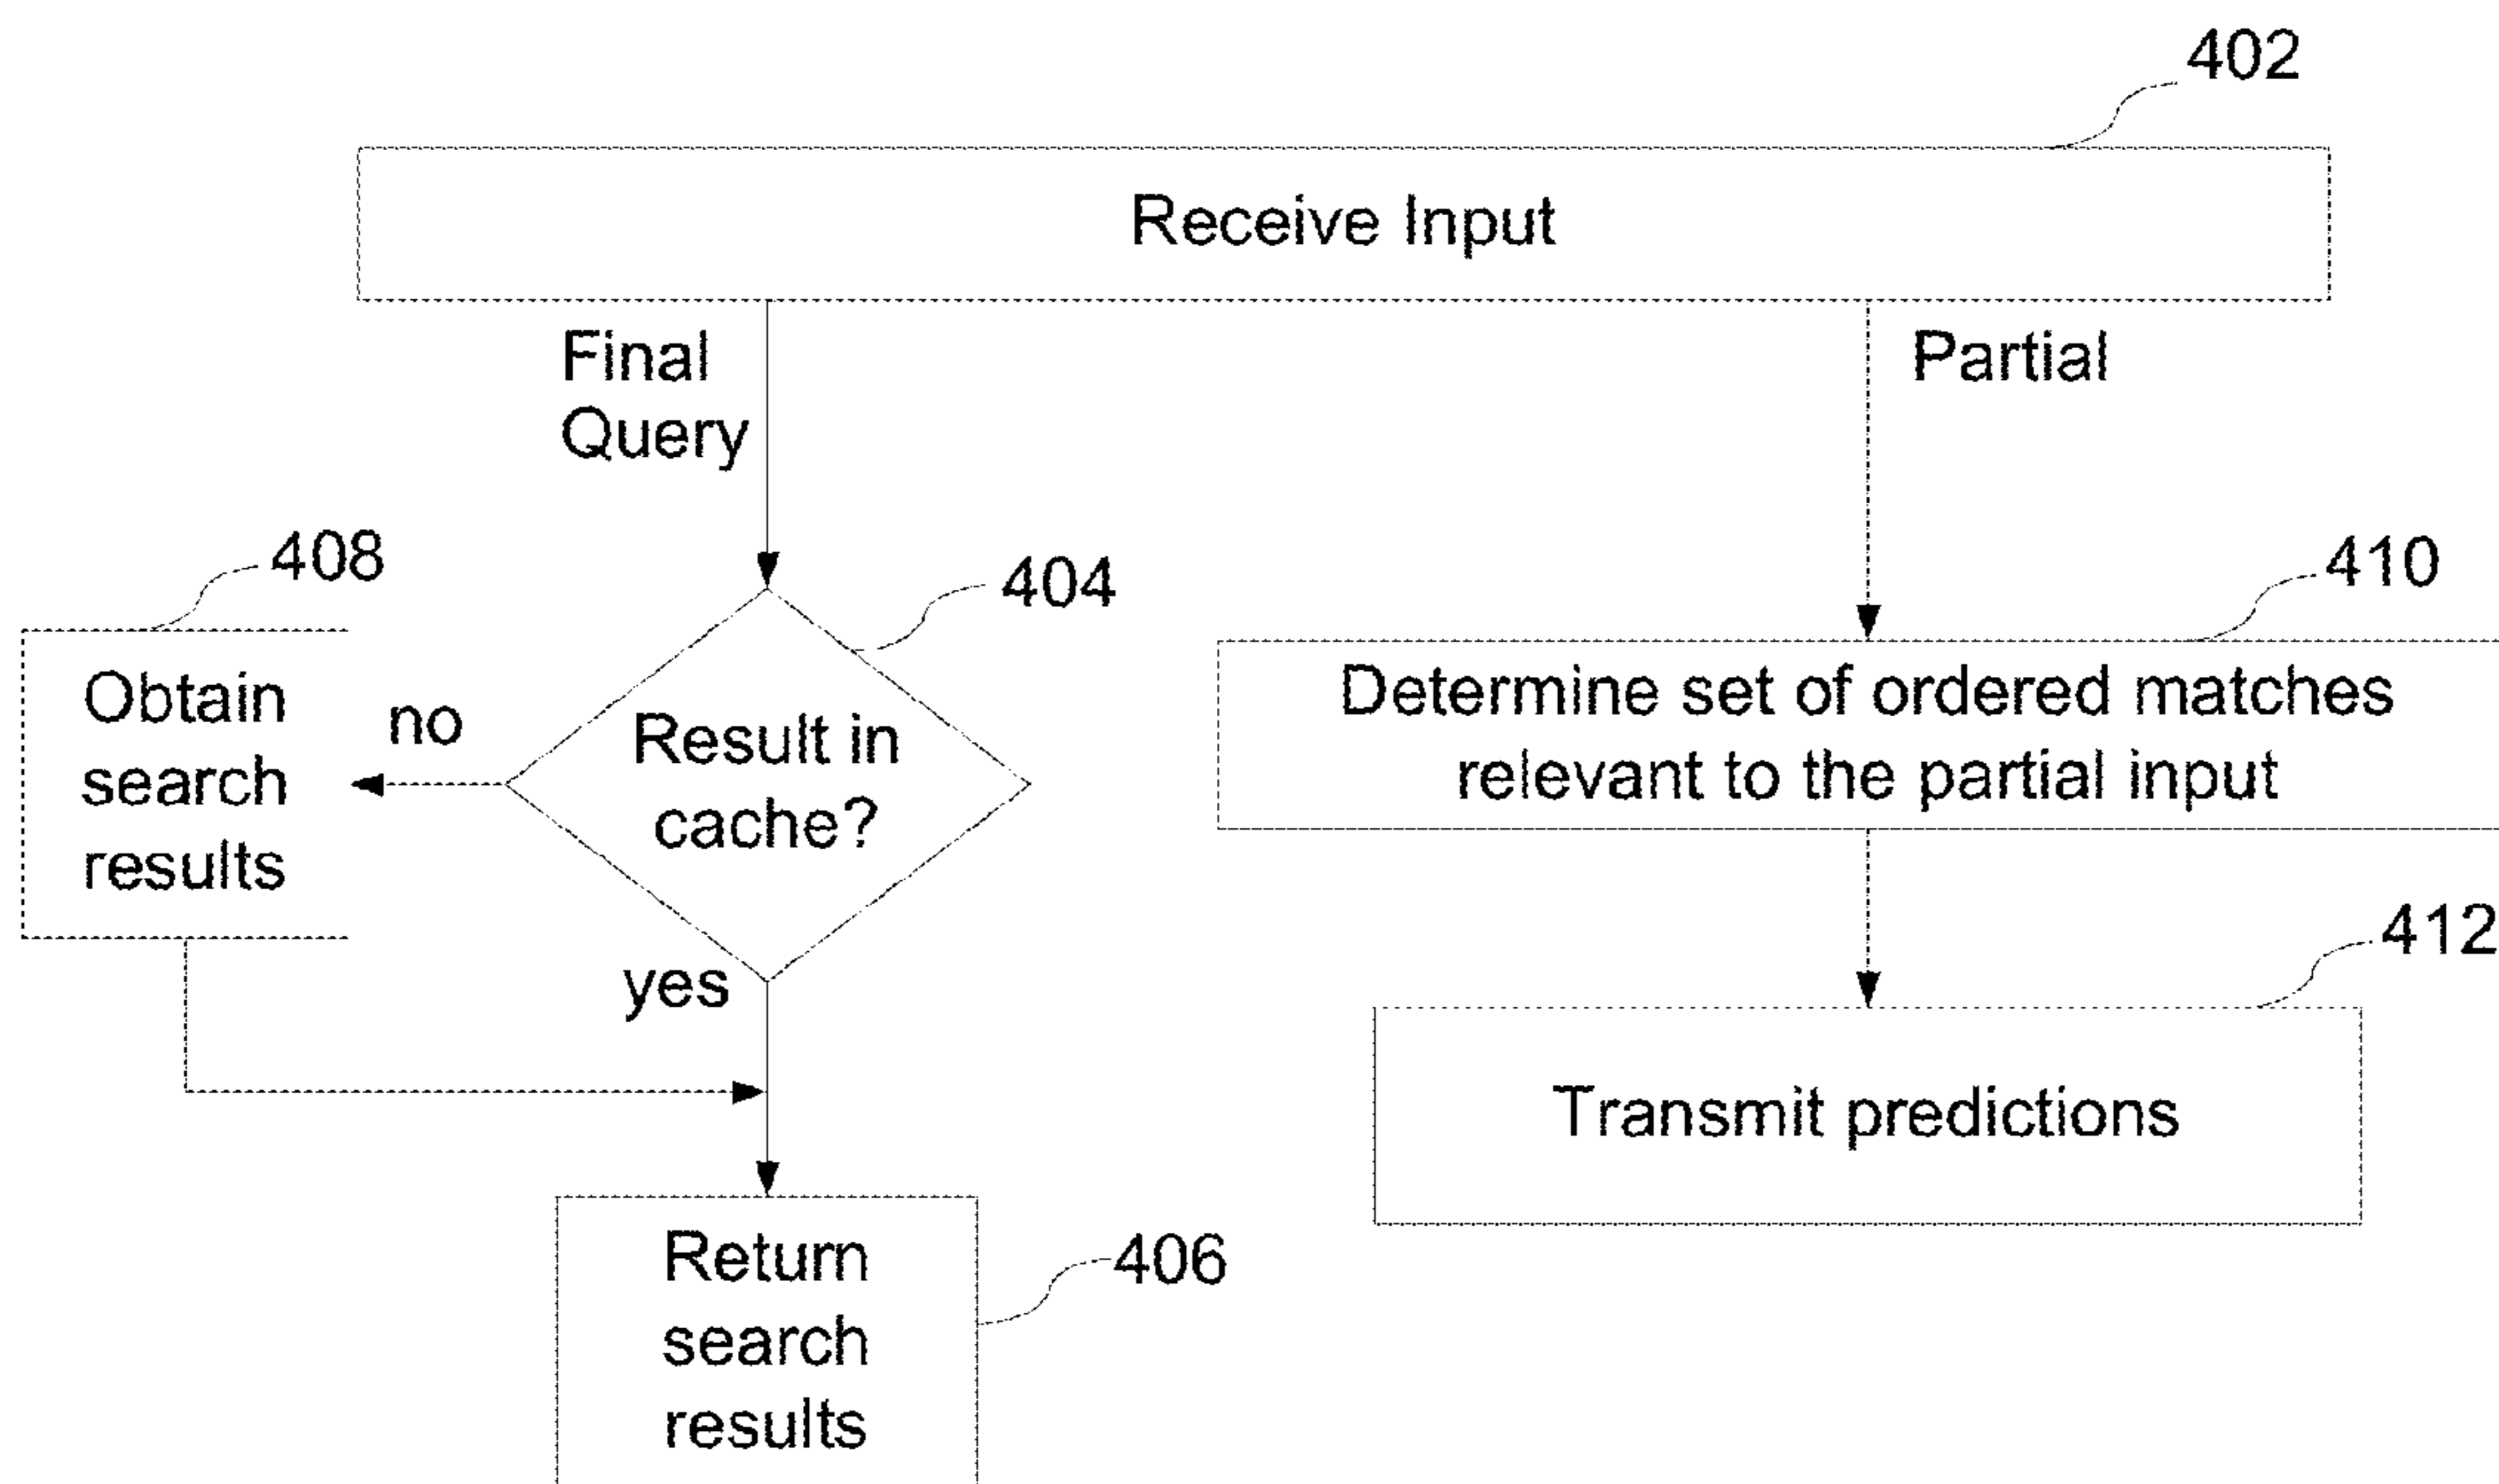 402
Receive Input
Final
Query
Partial
408
404
410
Obtain
search
results
no
Result in
cache?
Determine set of ordered matches
relevant to the partial input
yes
412
Transmit predictions
Return
search
results
406